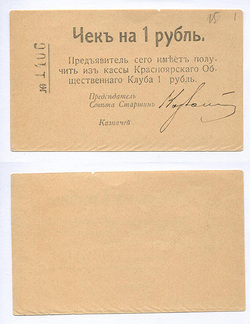 15 1
Чекъ на 1 рубль.
Предъявитель сего имѣетъ полу-
чить изъ кассы Красноярскаго Об-
щественнаго Клуба 1 рубль.
Предсѣдатель
Совѣта Старшинъ
Казначей
№